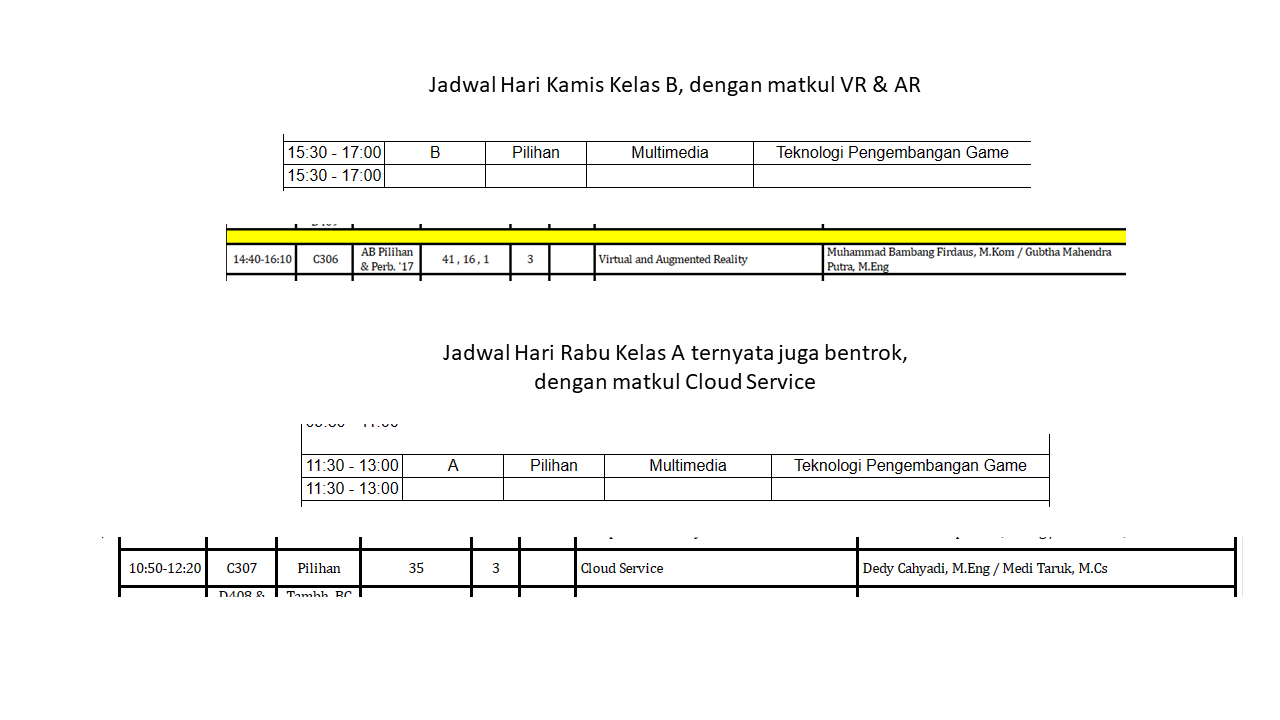 Jadwal Hari Kamis Kelas B, dengan matkul VR & AR
15:30 - 17:00 B Pilihan Multimedia Teknologi Pengembangan Game
15:30 - 17:00
14:40-16:10 C306 AB Pilihan & Perb. '17 41 , 16 , 1 3 Virtual and Augmented Reality Muhammad Bambang Firdaus, M.Kom / Gubtha Mahendra Putra, M.Eng
Jadwal Hari Rabu Kelas A ternyata juga bentrok,
dengan matkul Cloud Service
11:30 - 13:00 A Pilihan Multimedia Teknologi Pengembangan Game
11:30 - 13:00
10:50-12:20 C307 Pilihan 35 3 Cloud Service Dedy Cahyadi, M.Eng / Medi Taruk, M.Cs
D408 & Tambh. BC